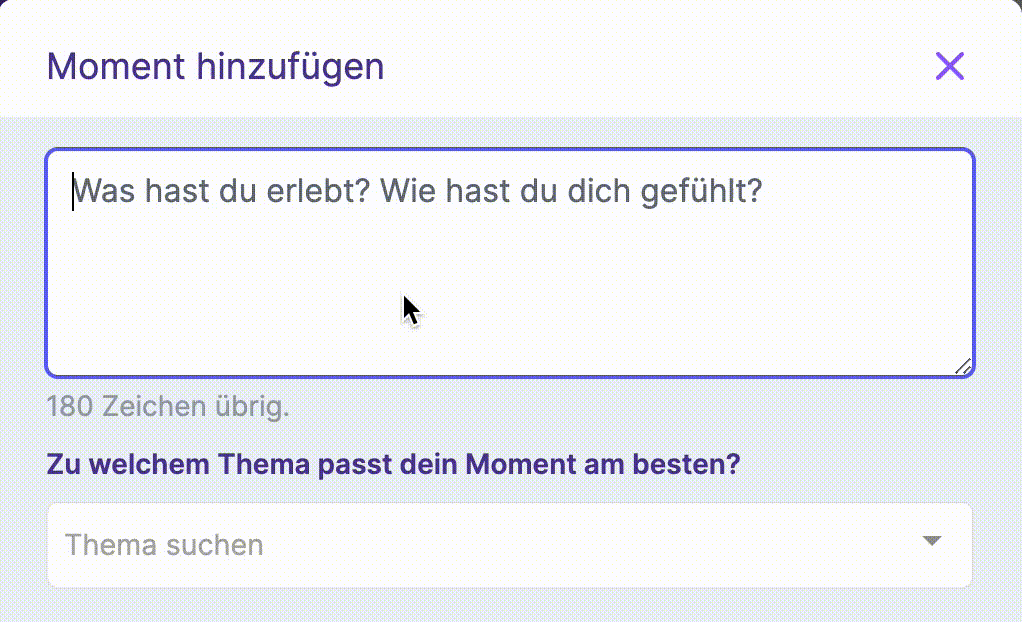 Moment hinzufügen
Was hast du erlebt? Wie hast du dich gefühlt?
180 Zeichen übrig.
Zu welchem Thema passt dein Moment am besten?
Thema suchen